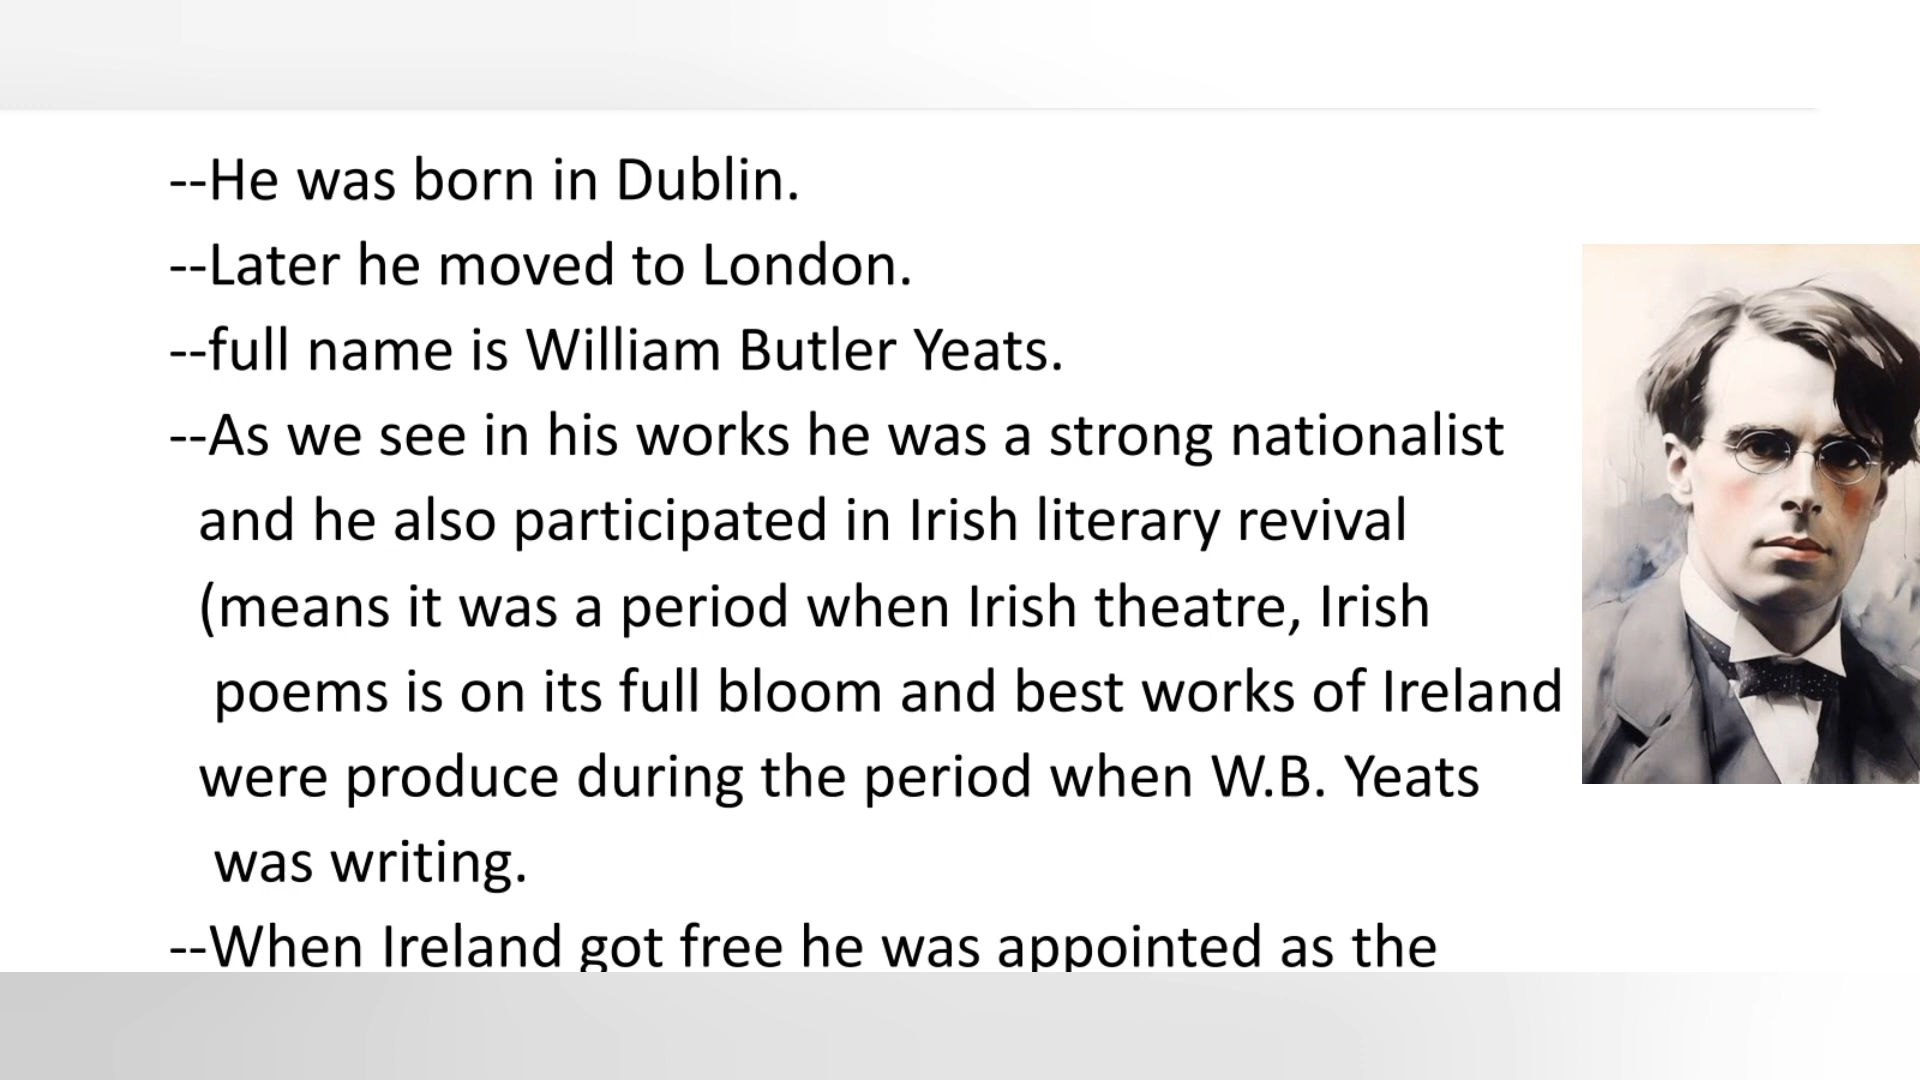 --He was born in Dublin.
--Later he moved to London.
--full name is William Butler Yeats.
--As we see in his works he was a strong nationalist
and he also participated in Irish literary revival
(means it was a period when Irish theatre, Irish
poems is on its full bloom and best works of Ireland
were produce during the period when W.B. Yeats
was writing.
--When Ireland got free he was appointed as the